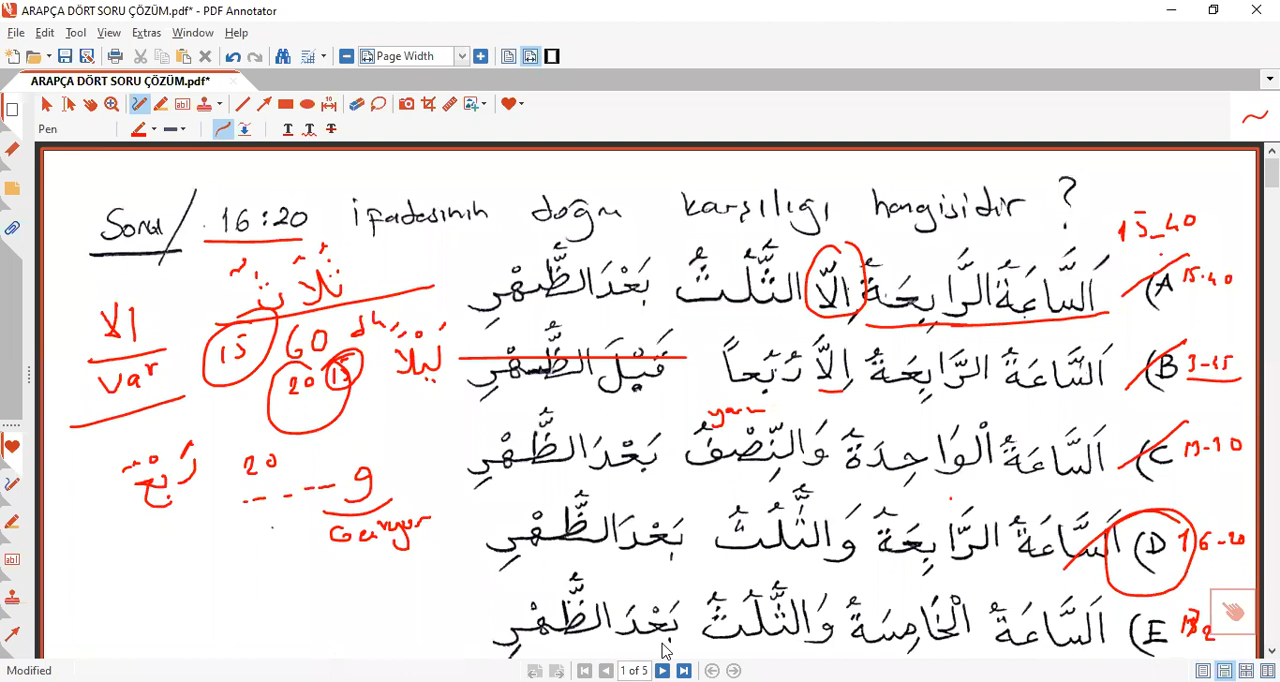 ARAPÇA DÖRT SORU ÇÖZÜM.pdf* - PDF Annotator
File Edit Tool View Extras Window Help
Page Width
ARAPÇA DÖRT SORU ÇÖZÜM.pdf*
Pen
Soru/ 16:20 ifadesinin doğru karşılığı hangisidir ?
15-40
A) اَلسَّاعَةُ الرَّابِعَةُ اِلَّا الثُّلُثُ بَعْدَ الظُّهْرِ 15-40
B) اَلسَّاعَةُ الرَّابِعَةُ اِلَّا رُبُعاً قَبْلَ الظُّهْرِ 3-45
yarım
C) اَلسَّاعَةُ الْوَاحِدَةُ وَالنِّصْفُ بَعْدَ الظُّهْرِ
D) اَلسَّاعَةُ الرَّابِعَةُ وَالثُّلُثُ بَعْدَ الظُّهْرِ 16-20
E) اَلسَّاعَةُ الْخَامِسَةُ وَالثُّلُثُ بَعْدَ الظُّهْرِ
الا
var
15
60 dk
20
15
لَيْلاً
20
و
Geçiyor
Modified
1 of 5